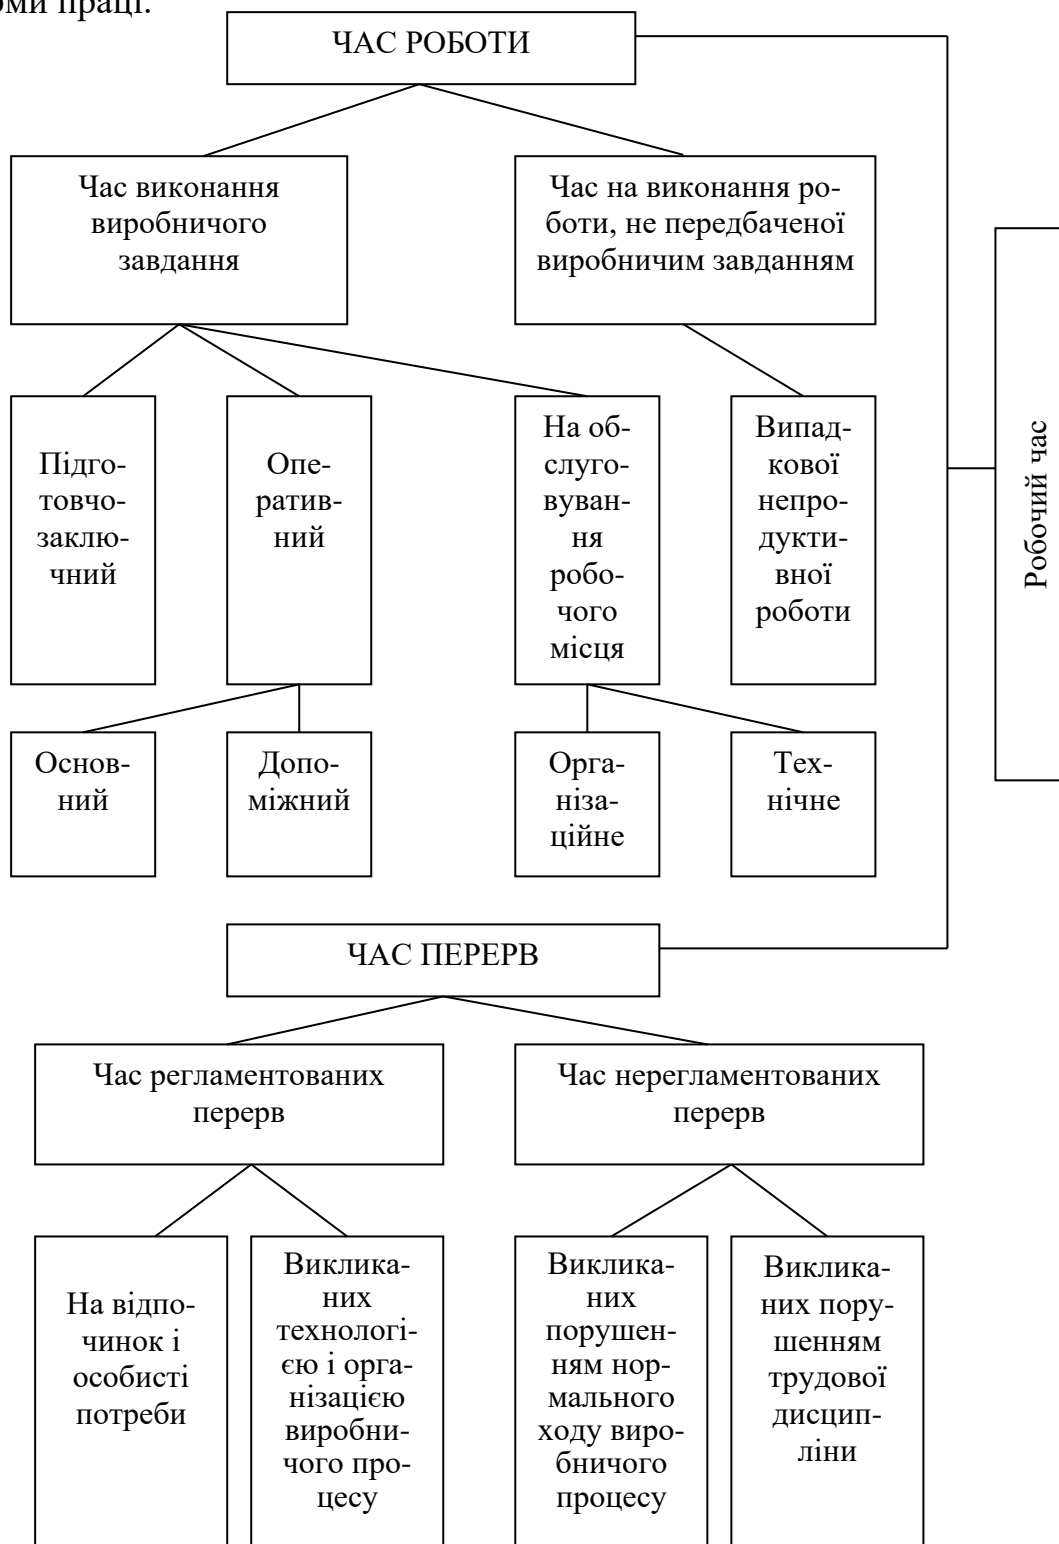 оми праці.
ЧАС РОБОТИ
Час виконання
виробничого
завдання
Час на виконання ро-
боти, не передбаченої
виробничим завданням
Підго-
товчо-
заклю-
чний
Опе-
ратив-
ний
На об-
слуго-
вуван-
ня
робо-
чого
місця
Випад-
кової
непро-
дукти-
вної
роботи
Робочий час
Основ-
ний
Допо-
міжний
Орга-
ніза-
ційне
Тех-
нічне
ЧАС ПЕРЕРВ
Час регламентованих
перерв
Час нерегламентованих
перерв
На відпо-
чинок і
особисті
потреби
Виклика-
них
технологі-
єю і орга-
нізацією
виробни-
чого про-
цесу
Виклика-
них
порушен-
ням нор-
мального
ходу виро-
бничого
процесу
Виклика-
них пору-
шенням
трудової
дисцип-
ліни